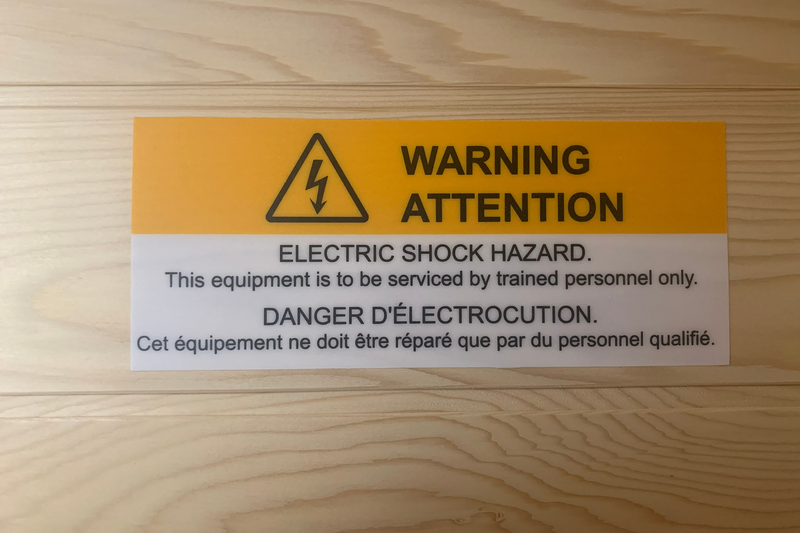 WARNING
ATTENTION
ELECTRIC SHOCK HAZARD.
This equipment is to be serviced by trained personnel only.
DANGER D'ÉLECTROCUTION.
Cet équipement ne doit être réparé que par du personnel qualifié.